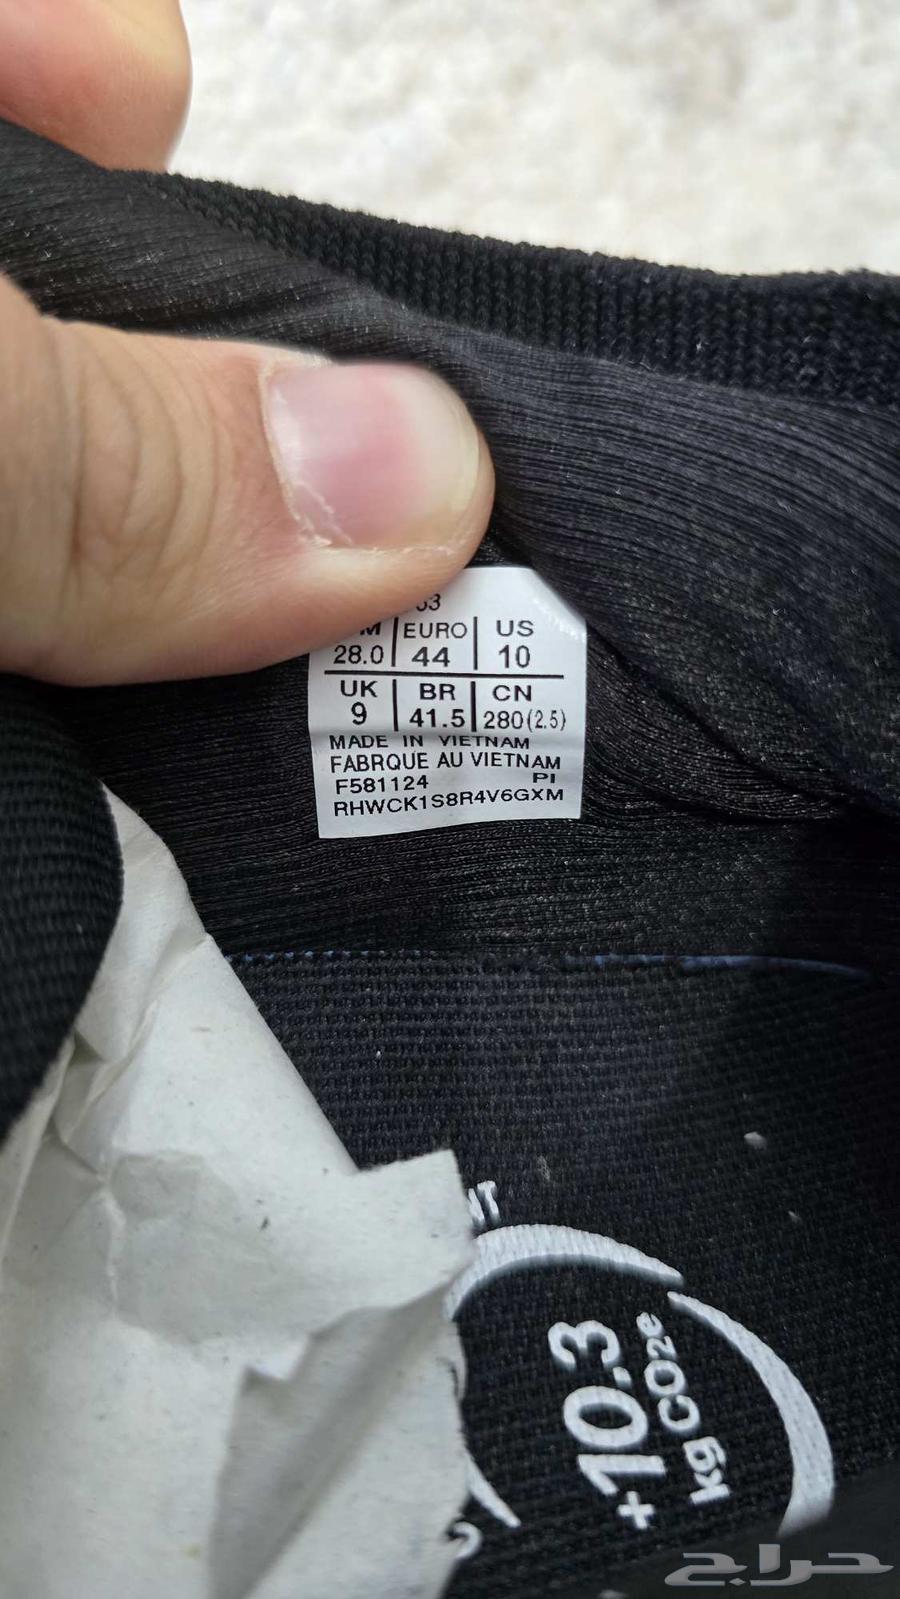 EURO US
28.0 44 10
UK BR CN
9 41.5 280(2.5)
MADE IN VIETNAM
FABRQUE AU VIETNAM
F581124 PI
RHWCK1S8R4V6GXM
+10.3
kg CO2e
حراج